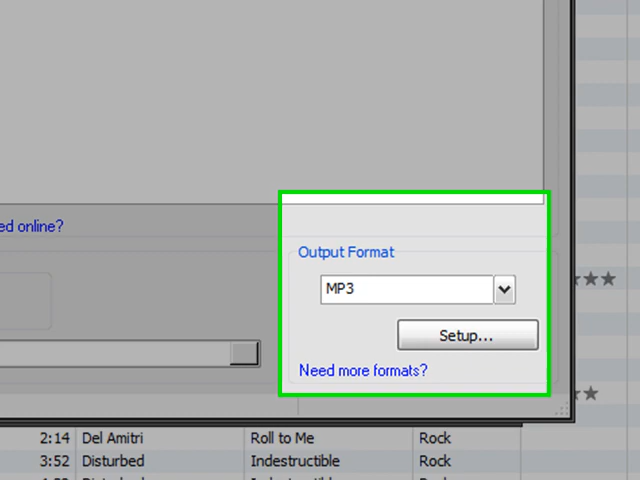 ed online?
Output Format
MP3
Setup...
Need more formats?
2:14 Del Amitri Roll to Me Rock
3:52 Disturbed Indestructible Rock